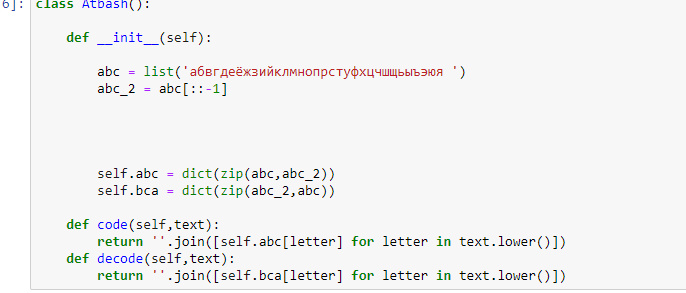 6]: class Atbash():
def __init__(self):
abc = list('абвгдеёжзийклмнопрстуфхцчшщьыъэюя ')
abc_2 = abc[::-1]
self.abc = dict(zip(abc,abc_2))
self.bca = dict(zip(abc_2,abc))
def code(self,text):
return ''.join([self.abc[letter] for letter in text.lower()])
def decode(self,text):
return ''.join([self.bca[letter] for letter in text.lower()])